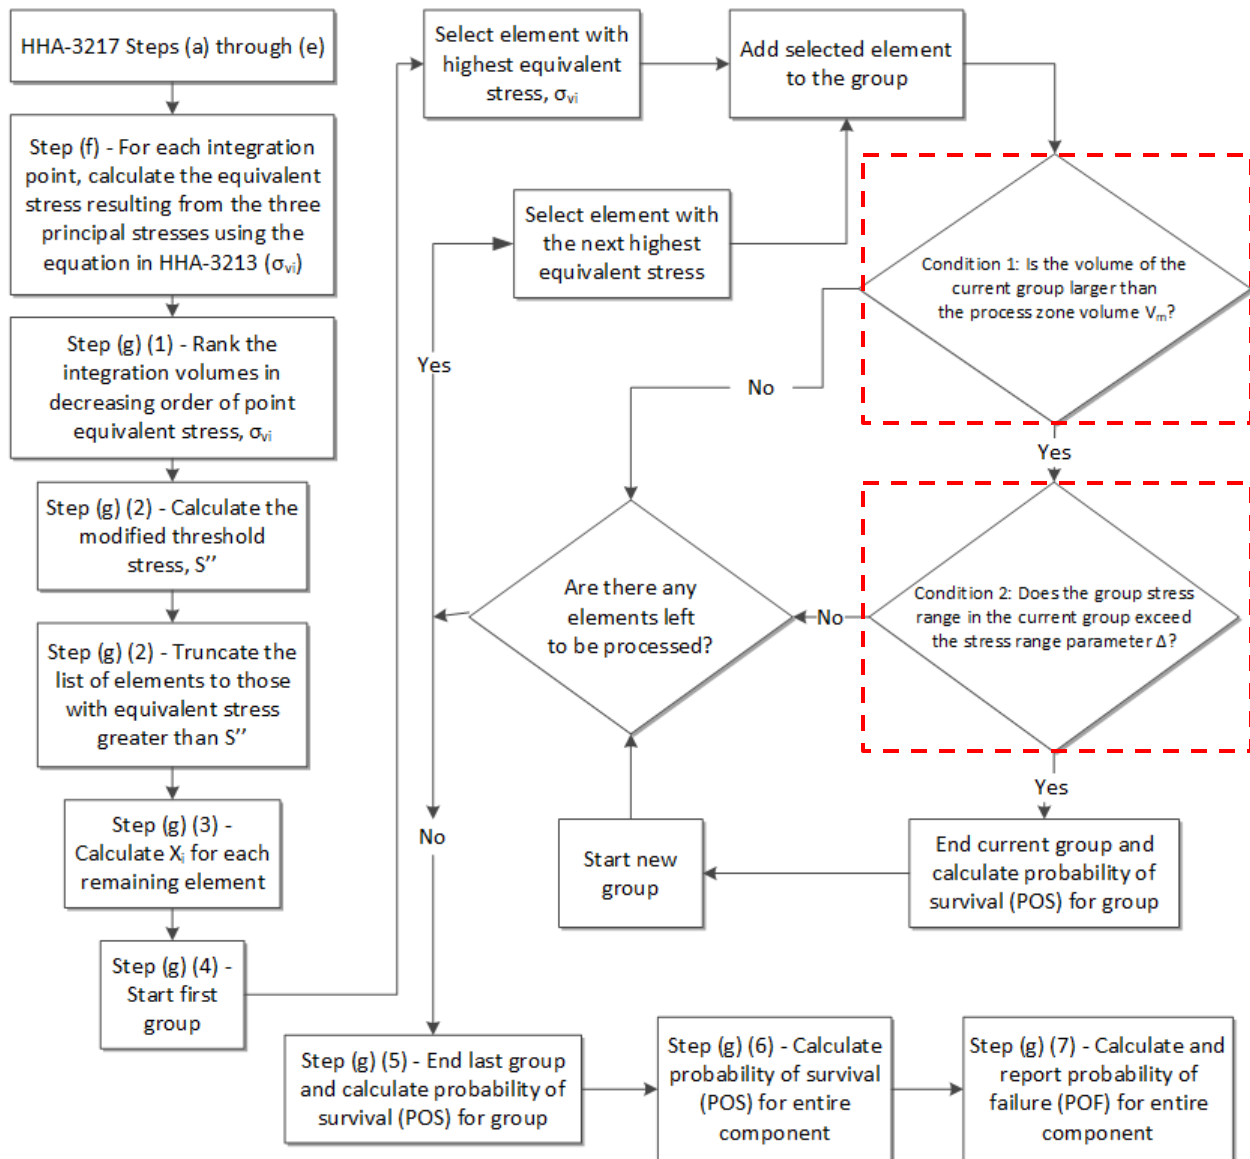 HHA-3217 Steps (a) through (e)
Step (f) - For each integration
point, calculate the equivalent
stress resulting from the three
principal stresses using the
equation in HHA-3213 (σvi)
Step (g) (1) - Rank the
integration volumes in
decreasing order of point
equivalent stress, σvi
Step (g) (2) - Calculate the
modified threshold
stress, S’’
Step (g) (2) - Truncate the
list of elements to those
with equivalent stress
greater than S’’
Step (g) (3) -
Calculate Xi for each
remaining element
Step (g) (4) -
Start first
group
Select element with
highest equivalent
stress, σvi
Add selected element
to the group
Select element with
the next highest
equivalent stress
Condition 1: Is the volume of the
current group larger than
the process zone volume Vm?
Yes
No
Yes
Condition 2: Does the group stress
range in the current group exceed
the stress range parameter Δ?
No
Are there any
elements left
to be processed?
Yes
No
End current group and
calculate probability of
survival (POS) for group
Start new
group
Step (g) (5) - End last group
and calculate probability of
survival (POS) for group
Step (g) (6) - Calculate
probability of survival
(POS) for entire
component
Step (g) (7) - Calculate and
report probability of
failure (POF) for entire
component